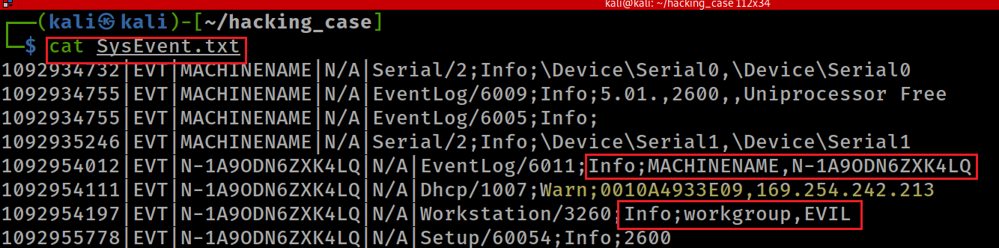 kali@kali: ~/hacking_case 112x34
┌──(kali㉿kali)-[~/hacking_case]
└─$ cat SysEvent.txt
1092934732|EVT|MACHINENAME|N/A|Serial/2;Info;\Device\Serial0,\Device\Serial0
1092934755|EVT|MACHINENAME|N/A|EventLog/6009;Info;5.01.,2600,,Uniprocessor Free
1092934755|EVT|MACHINENAME|N/A|EventLog/6005;Info;
1092935246|EVT|MACHINENAME|N/A|Serial/2;Info;\Device\Serial1,\Device\Serial1
1092954012|EVT|N-1A9ODN6ZXK4LQ|N/A|EventLog/6011;Info;MACHINENAME,N-1A9ODN6ZXK4LQ
1092954111|EVT|N-1A9ODN6ZXK4LQ|N/A|Dhcp/1007;Warn;0010A4933E09,169.254.242.213
1092954197|EVT|N-1A9ODN6ZXK4LQ|N/A|Workstation/3260;Info;workgroup,EVIL
1092955778|EVT|N-1A9ODN6ZXK4LQ|N/A|Setup/60054;Info;2600